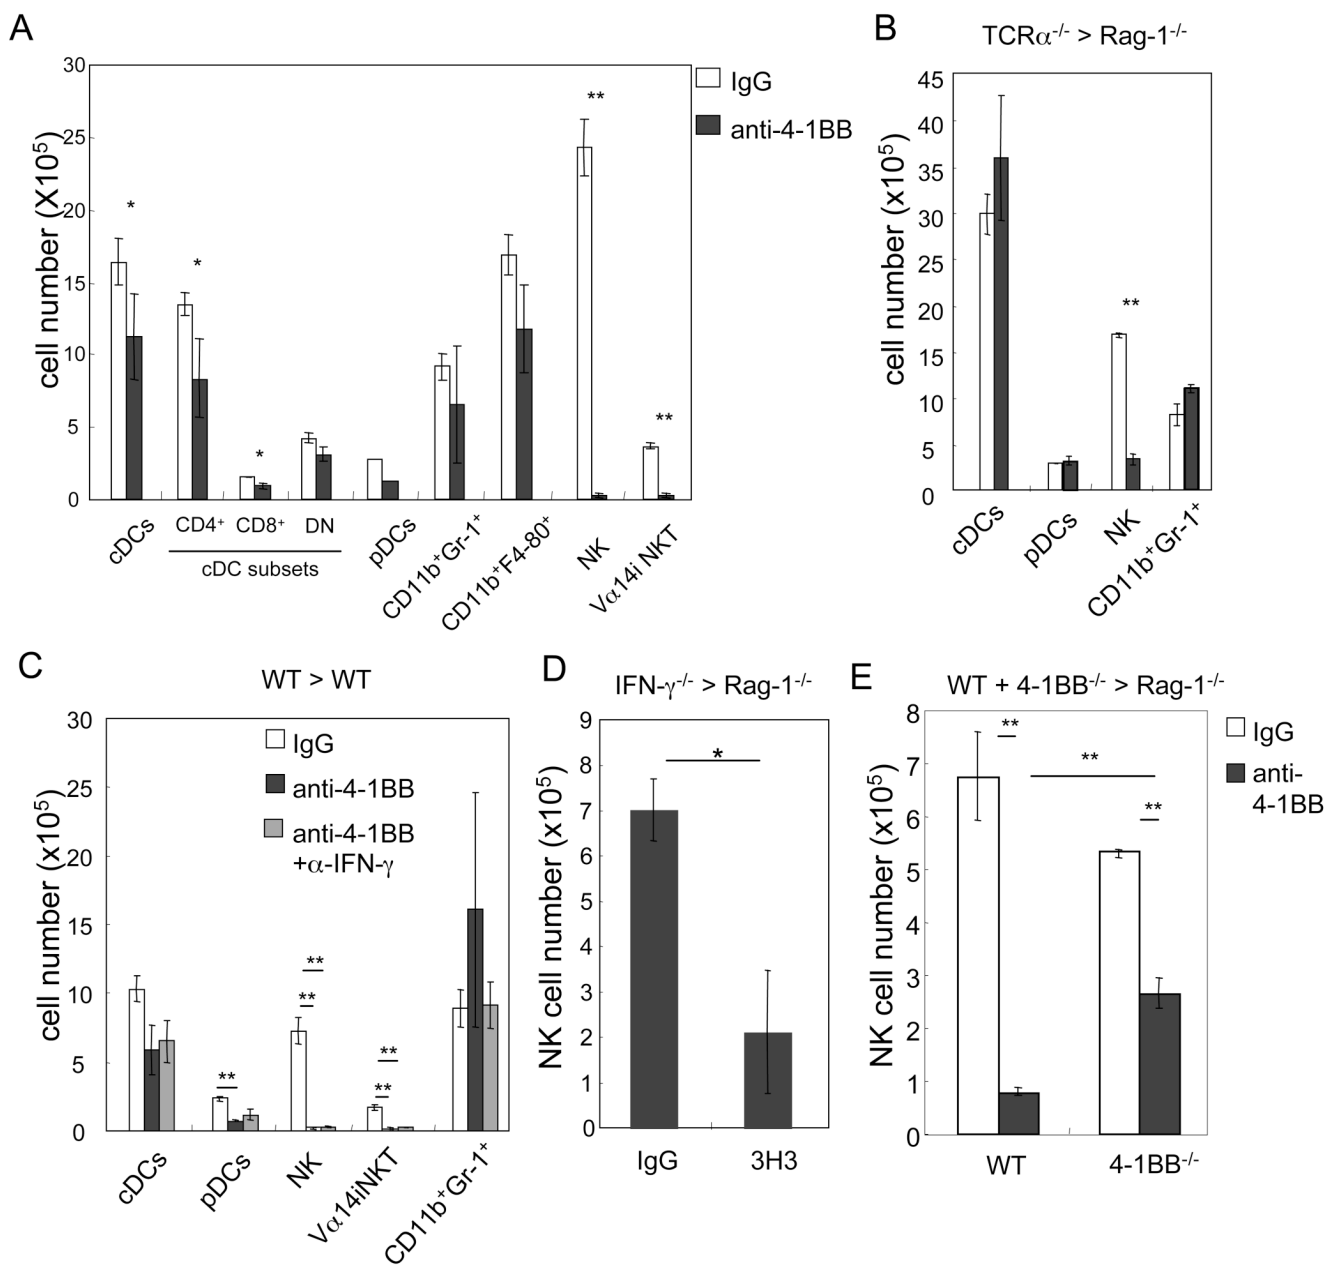 A
30
25
20
15
10
5
0
cell number (X10⁵)
*
*
*
**
**
IgG
anti-4-1BB
cDCs
CD4⁺
CD8⁺
DN
cDC subsets
pDCs
CD11b⁺Gr-1⁺
CD11b⁺F4-80⁺
NK
Vα14i NKT
B
TCRα⁻/⁻ > Rag-1⁻/⁻
45
40
35
30
25
20
15
10
5
0
cell number (x10⁵)
**
cDCs
pDCs
NK
CD11b⁺Gr-1⁺
C
WT > WT
30
25
20
15
10
5
0
cell number (x10⁵)
IgG
anti-4-1BB
anti-4-1BB
+α-IFN-γ
**
**
**
**
**
cDCs
pDCs
NK
Vα14iNKT
CD11b⁺Gr-1⁺
D
IFN-γ⁻/⁻ > Rag-1⁻/⁻
9
8
7
6
5
4
3
2
1
0
NK cell number (x10⁵)
*
IgG
3H3
E
WT + 4-1BB⁻/⁻ > Rag-1⁻/⁻
8
7
6
5
4
3
2
1
0
NK cell number (x10⁵)
**
**
**
IgG
anti-
4-1BB
WT
4-1BB⁻/⁻